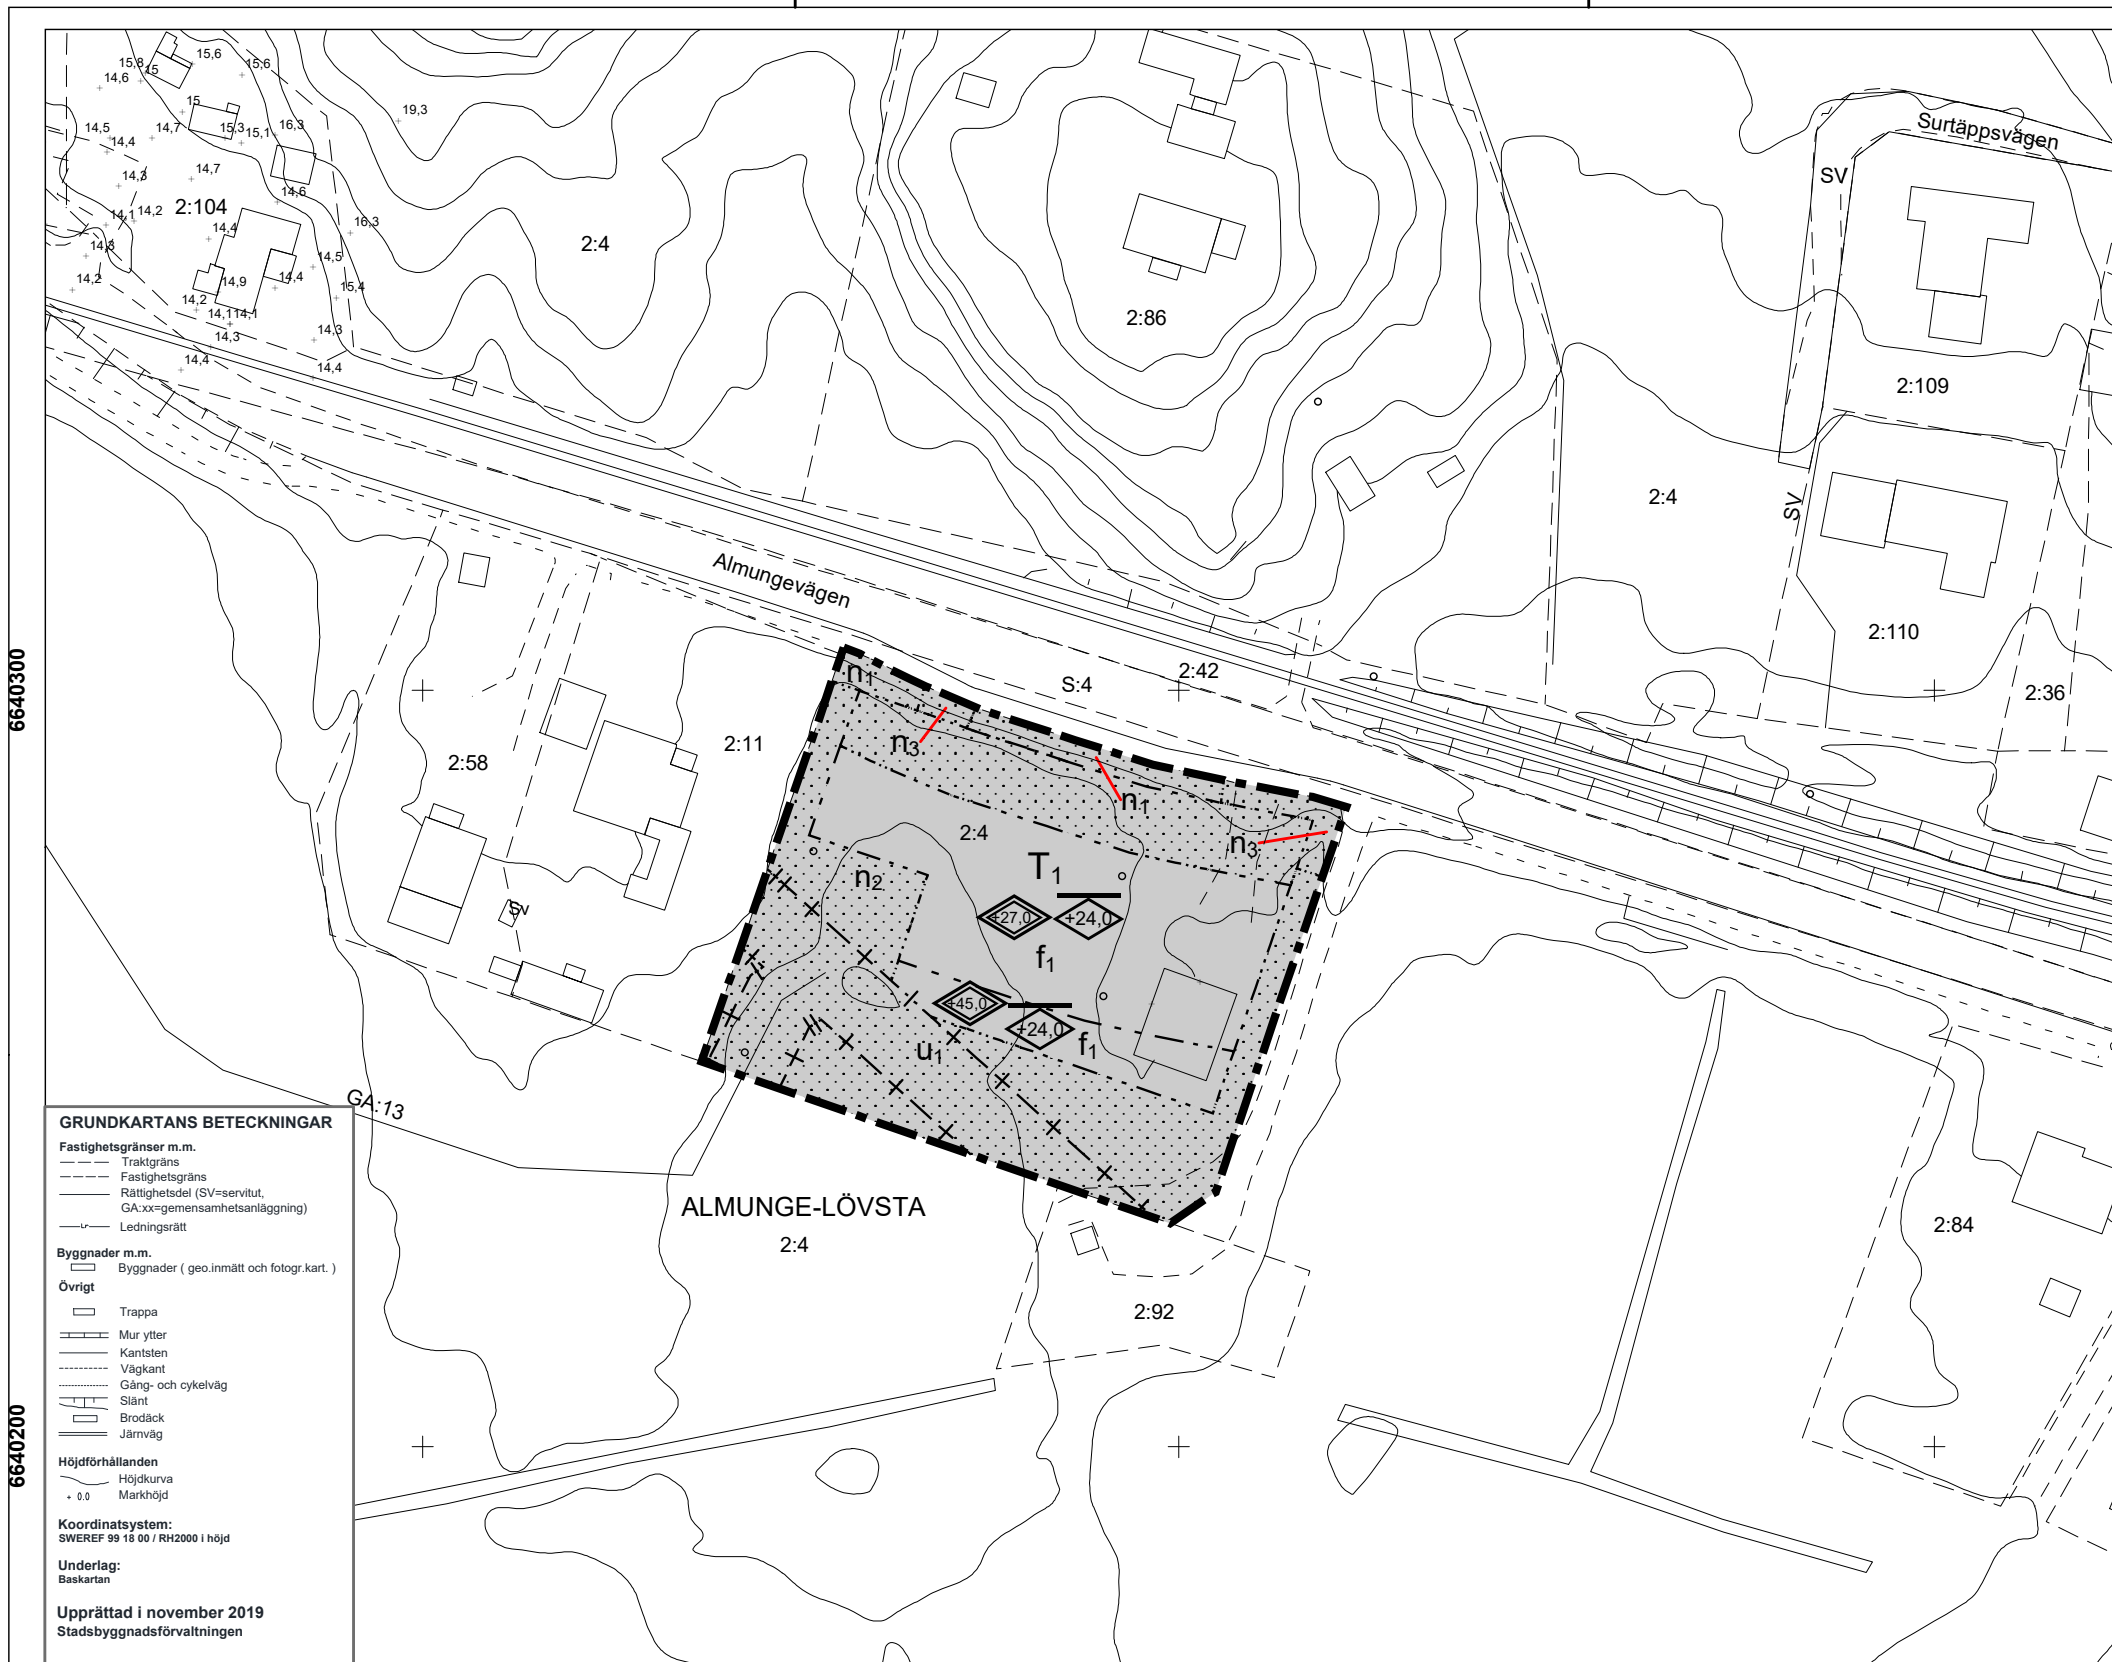 15,6
15,8
15
15,6
14,6
19,3
15
14,5
14,4
14,7
15,3
15,1
16,3
Surtäppsvägen
SV
14,3
14,7
14,6
2:104
14,1
14,2
16,3
14,4
2:4
14,3
14,5
14,2
14,9
14,4
15,4
14,2
14,1
14,1
14,3
14,3
2:86
14,4
14,4
2:109
2:4
SV
Almungevägen
2:110
6640300
n1
S:4
2:42
2:36
n3
2:11
2:58
n1
2:4
n3
T1
n2
Sv
+27,0
+24,0
f1
+45,0
+24,0
u1
f1
GA:13
ALMUNGE-LÖVSTA
2:4
2:84
2:92
6640200
GRUNDKARTANS BETECKNINGAR
Fastighetsgränser m.m.
Traktgräns
Fastighetsgräns
Rättighetsdel (SV=servitut,
GA:xx=gemensamhetsanläggning)
Lr
Ledningsrätt
Byggnader m.m.
Byggnader ( geo.inmätt och fotogr.kart. )
Övrigt
Trappa
Mur ytter
Kantsten
Vägkant
Gång- och cykelväg
Slänt
Brodäck
Järnväg
Höjdförhållanden
Höjdkurva
+ 0.0 Markhöjd
Koordinatsystem:
SWEREF 99 18 00 / RH2000 i höjd
Underlag:
Baskartan
Upprättad i november 2019
Stadsbyggnadsförvaltningen